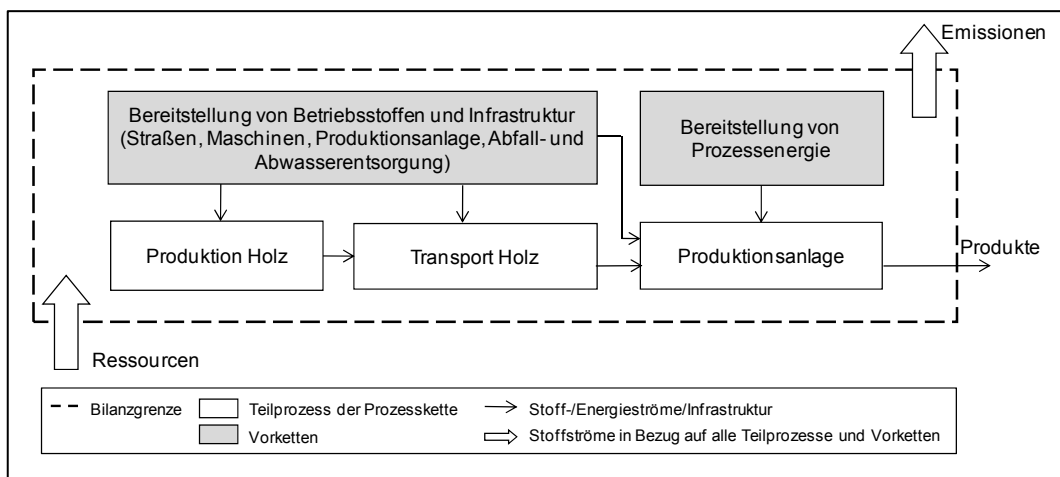 Emissionen
Bereitstellung von Betriebsstoffen und Infrastruktur
(Straßen, Maschinen, Produktionsanlage, Abfall- und
Abwasserentsorgung)
Bereitstellung von
Prozessenergie
Produktion Holz
Transport Holz
Produktionsanlage
Produkte
Ressourcen
Bilanzgrenze
Teilprozess der Prozesskette
Stoff-/Energieströme/Infrastruktur
Vorketten
Stoffströme in Bezug auf alle Teilprozesse und Vorketten